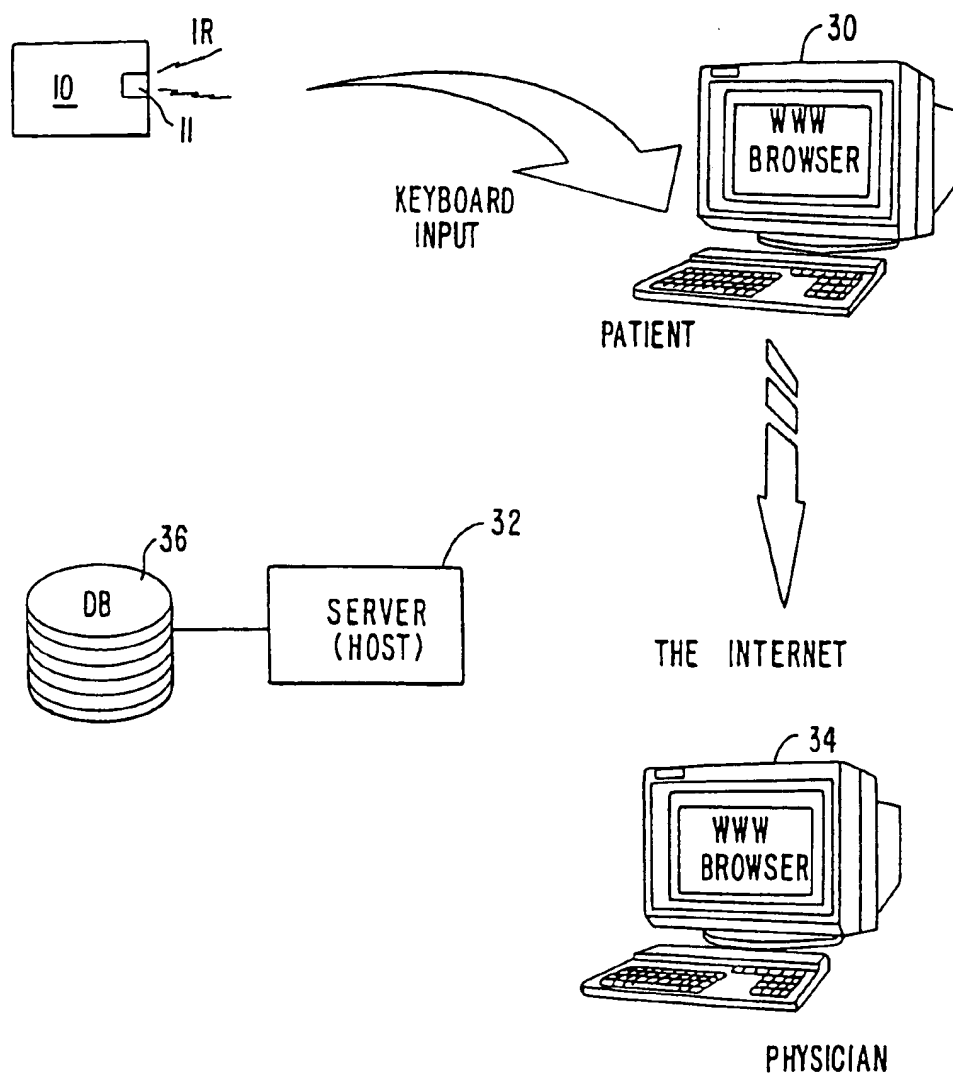 IR
30
10
11
WWW
BROWSER
KEYBOARD
INPUT
PATIENT
36
32
DB
SERVER
(HOST)
THE INTERNET
34
WWW
BROWSER
PHYSICIAN